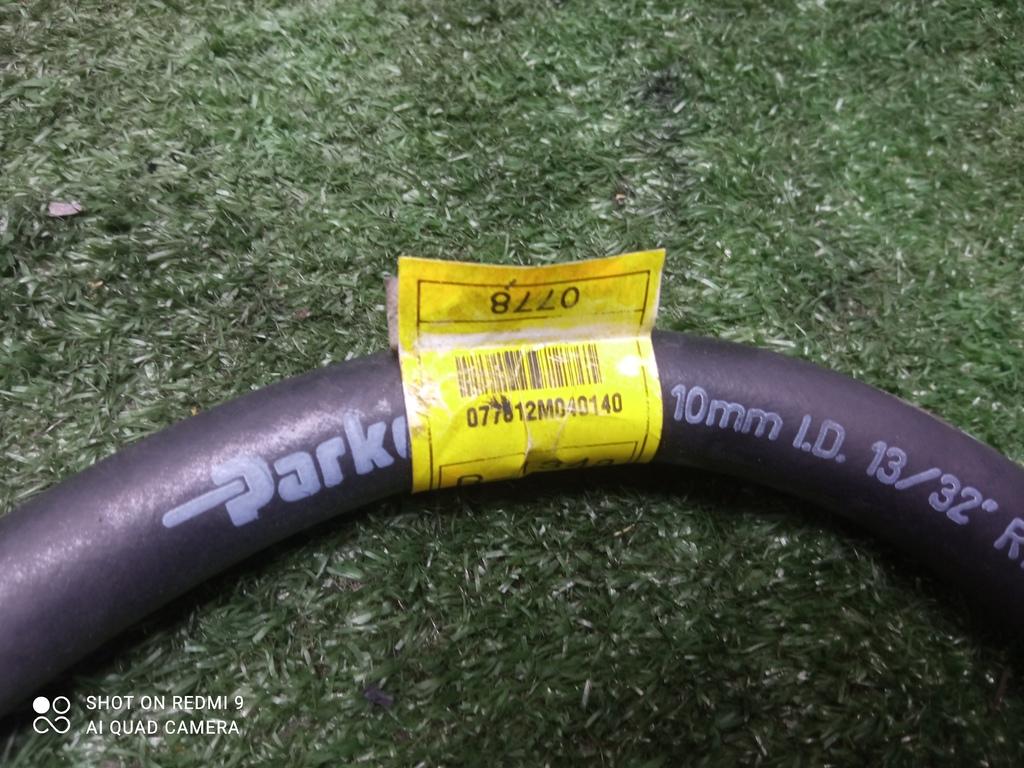 0778
077812M040140
Parke
10mm I.D. 13/32"
SHOT ON REDMI 9
AI QUAD CAMERA